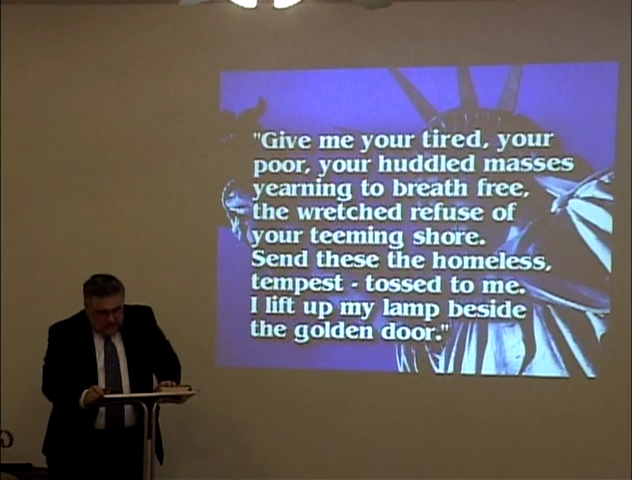 "Give me your tired, your
poor, your huddled masses
yearning to breath free,
the wretched refuse of
your teeming shore.
Send these the homeless,
tempest - tossed to me.
I lift up my lamp beside
the golden door."